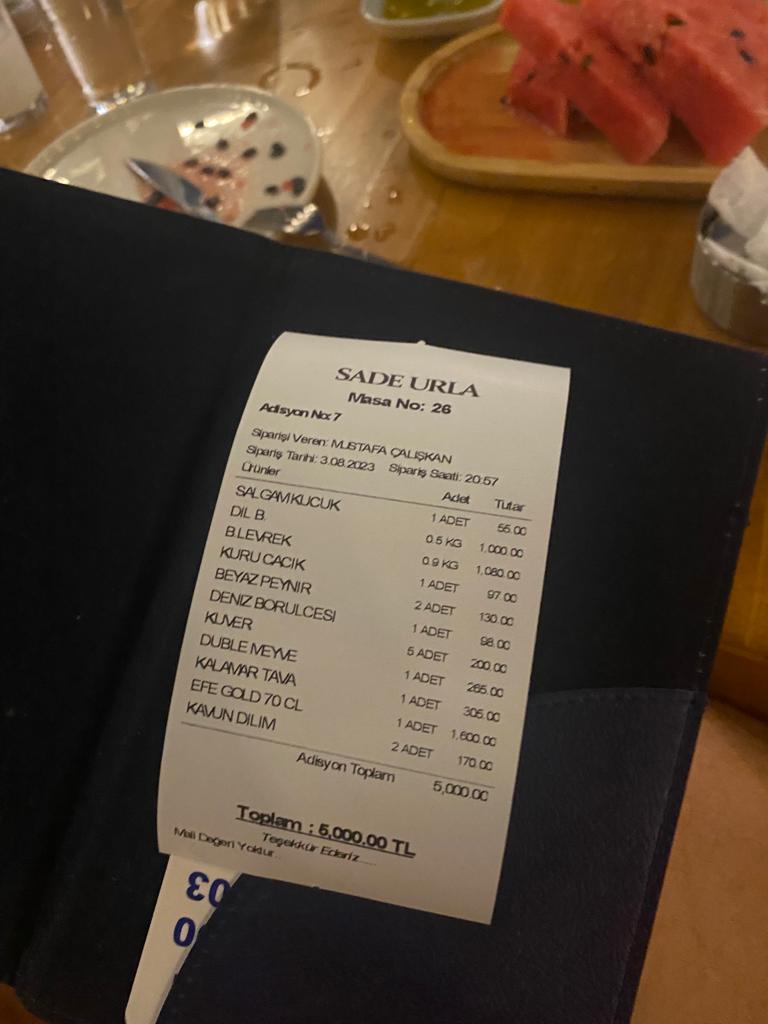 SADE URLA
Masa No: 26
Adisyon No: 7
Siparişi Veren: MUSTAFA ÇALIŞKAN
Sipariş Tarihi: 3.08.2023 Sipariş Saati: 20:57
Ürünler Adet Tutar
SALGAM KUCUK 1 ADET 55.00
DIL B. 0.5 KG 1,000.00
B.LEVREK 0.9 KG 1,080.00
KURU CACIK 1 ADET 97.00
BEYAZ PEYNIR 2 ADET 130.00
DENIZ BORULCESI 1 ADET 98.00
KUVER 5 ADET 200.00
DUBLE MEYVE 1 ADET 265.00
KALAMAR TAVA 1 ADET 305.00
EFE GOLD 70 CL 1 ADET 1,600.00
KAVUN DILIM 2 ADET 170.00
Adisyon Toplam 5,000.00
Toplam : 5,000.00 TL
Teşekkür Ederiz.....
Mali Değeri Yoktur..
03
0